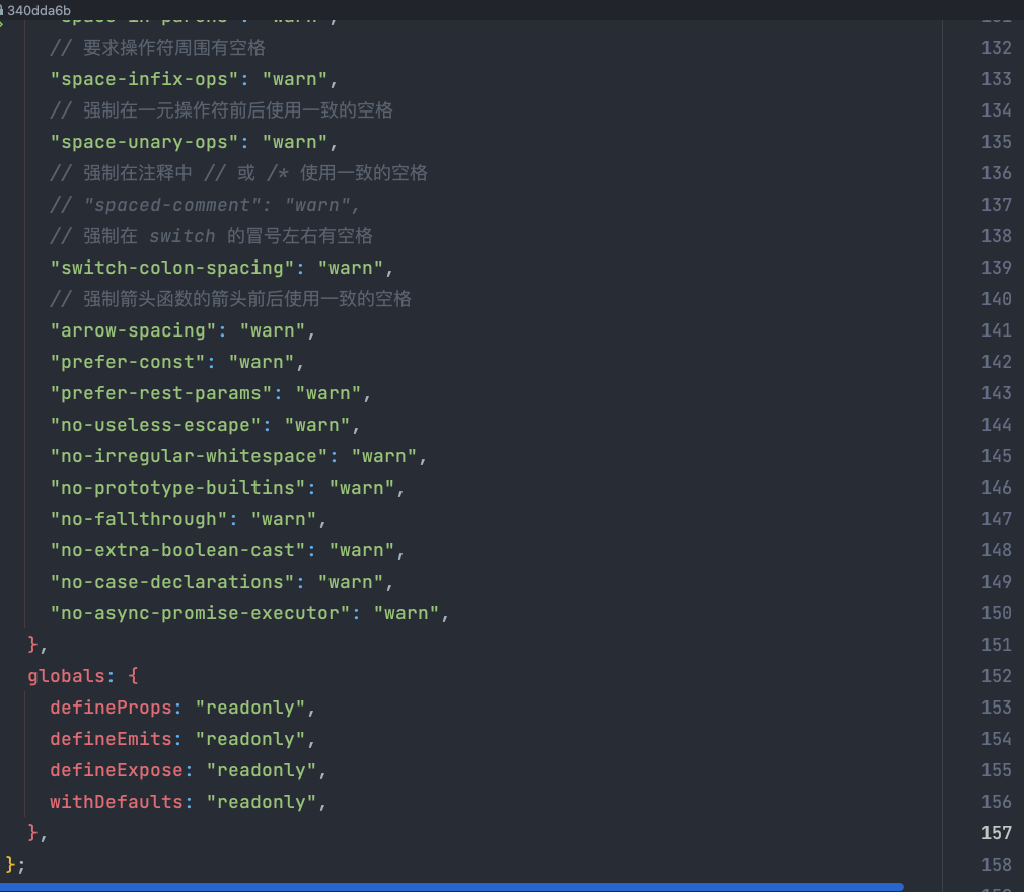 340dda6b
"space-in-parens": "warn", 131
// 要求操作符周围有空格 132
"space-infix-ops": "warn", 133
// 强制在一元操作符前后使用一致的空格 134
"space-unary-ops": "warn", 135
// 强制在注释中 // 或 /* 使用一致的空格 136
// "spaced-comment": "warn", 137
// 强制在 switch 的冒号左右有空格 138
"switch-colon-spacing": "warn", 139
// 强制箭头函数的箭头前后使用一致的空格 140
"arrow-spacing": "warn", 141
"prefer-const": "warn", 142
"prefer-rest-params": "warn", 143
"no-useless-escape": "warn", 144
"no-irregular-whitespace": "warn", 145
"no-prototype-builtins": "warn", 146
"no-fallthrough": "warn", 147
"no-extra-boolean-cast": "warn", 148
"no-case-declarations": "warn", 149
"no-async-promise-executor": "warn", 150
}, 151
globals: { 152
defineProps: "readonly", 153
defineEmits: "readonly", 154
defineExpose: "readonly", 155
withDefaults: "readonly", 156
}, 157
}; 158